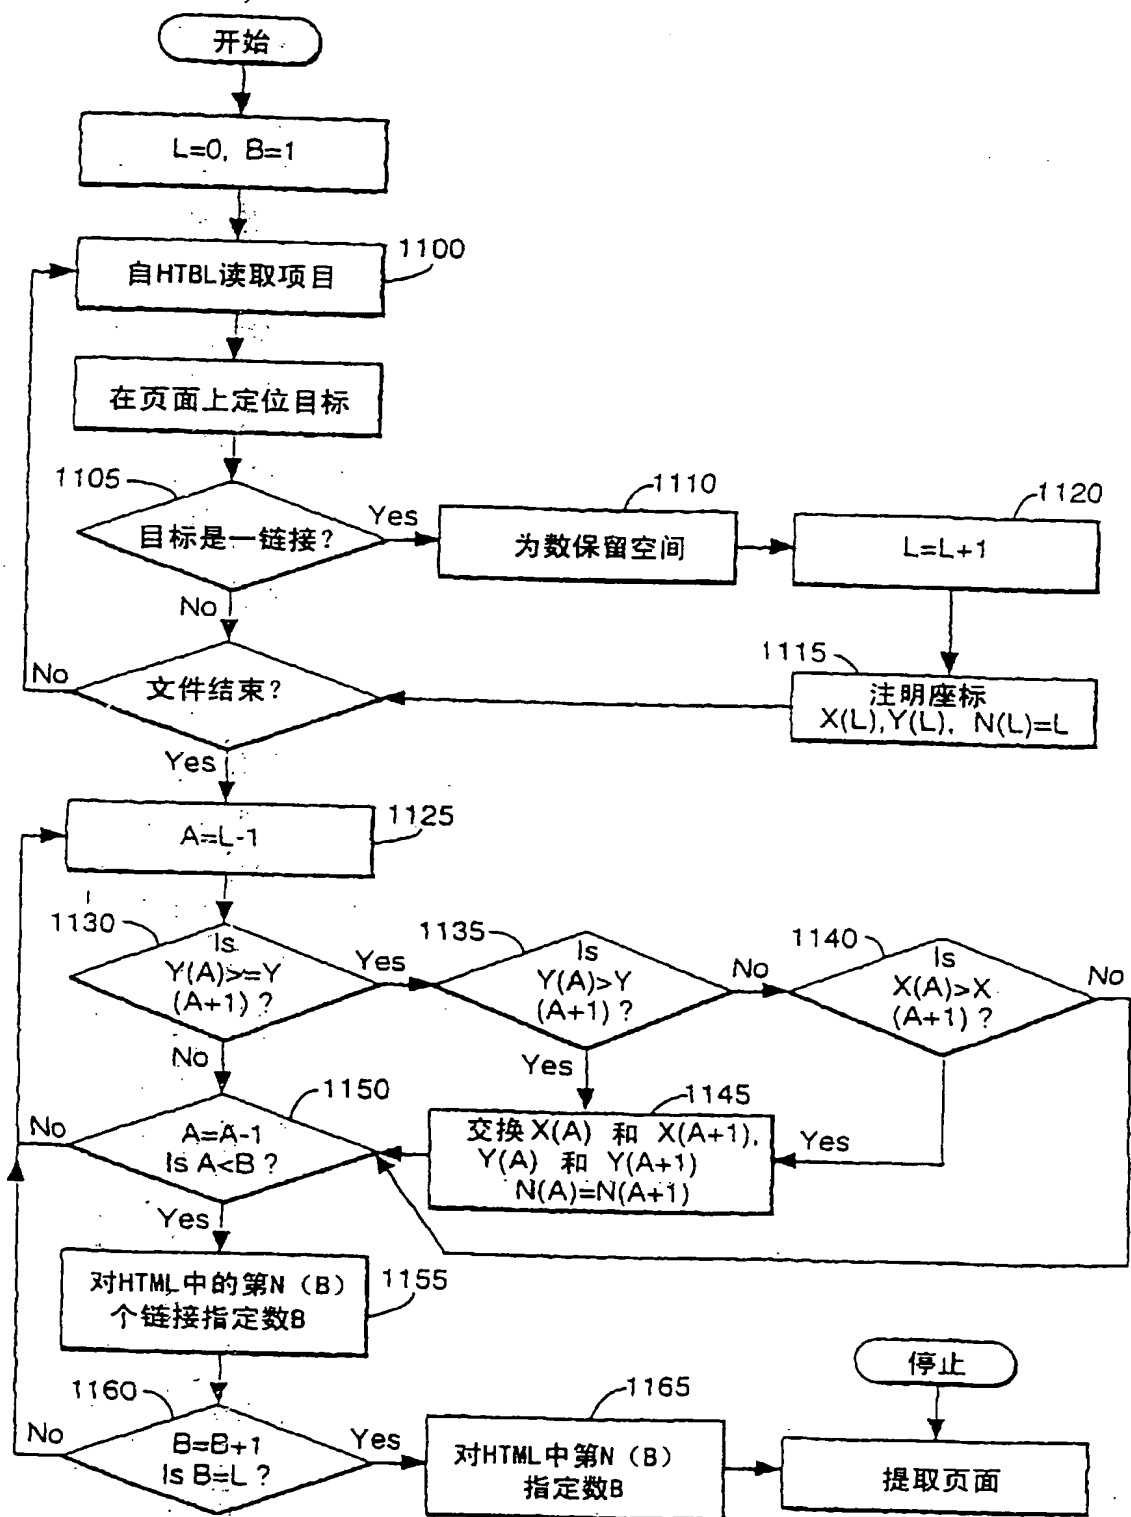 开始
L=0, B=1
1100
自HTBL读取项目
在页面上定位目标
1105
目标是一链接?
Yes
1110
为数保留空间
1120
L=L+1
No
1115
注明座标
X(L),Y(L), N(L)=L
No
文件结束?
Yes
1125
A=L-1
1130
Is
Y(A)>=Y
(A+1) ?
Yes
1135
Is
Y(A)>Y
(A+1) ?
No
1140
Is
X(A)>X
(A+1) ?
No
No
Yes
1150
No
A=A-1
Is A<B ?
1145
交换X(A) 和 X(A+1),
Y(A) 和 Y(A+1)
N(A)=N(A+1)
Yes
Yes
1155
对HTML中的第N (B)
个链接指定数B
1160
No
B=B+1
Is B=L ?
Yes
1165
对HTML中第N (B)
指定数B
停止
提取页面